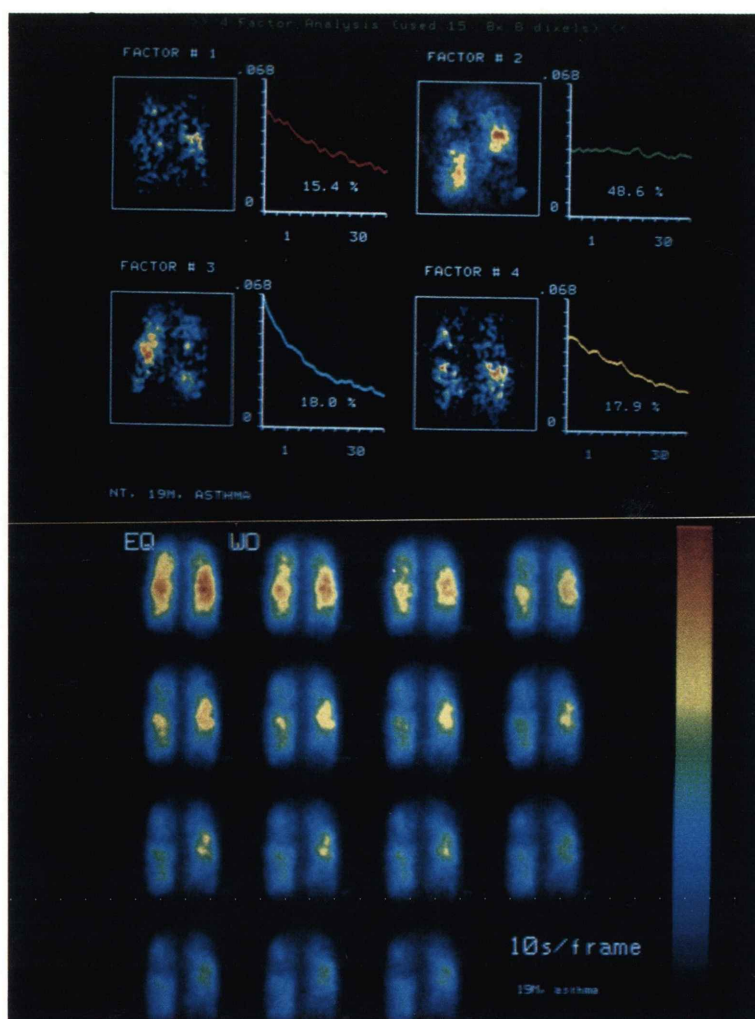 >> 4 Factor Analysis (used 15 8x 8 dixels) <<
FACTOR # 1
.068
15.4 %
0
1 30
FACTOR # 2
.068
48.6 %
0
1 30
FACTOR # 3
.068
18.0 %
0
1 30
FACTOR # 4
.068
17.9 %
0
1 30
NT, 19M, ASTHMA
EQ WO
10s/frame
19M, asthma